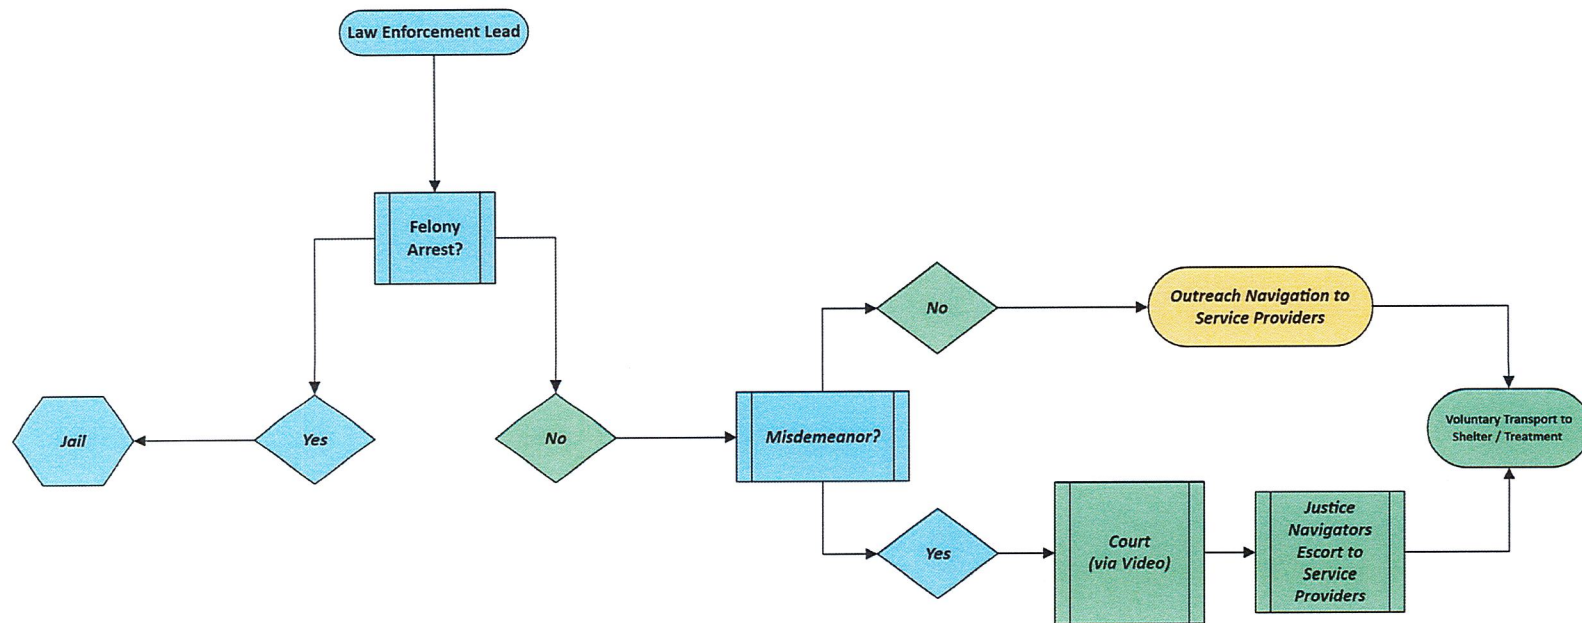 Law Enforcement Lead
Felony
Arrest?
Yes
Jail
No
Misdemeanor?
No
Outreach Navigation to
Service Providers
Yes
Court
(via Video)
Justice
Navigators
Escort to
Service
Providers
Voluntary Transport to
Shelter / Treatment